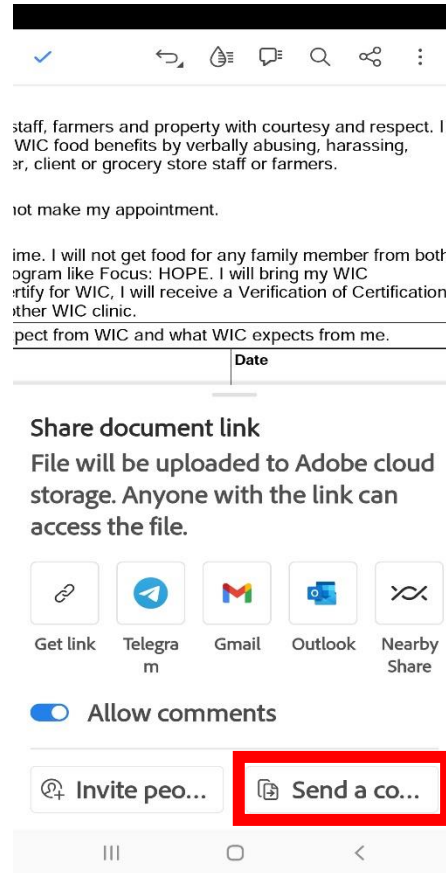 staff, farmers and property with courtesy and respect. I
WIC food benefits by verbally abusing, harassing,
er, client or grocery store staff or farmers.
not make my appointment.
ime. I will not get food for any family member from both
ogram like Focus: HOPE. I will bring my WIC
ertify for WIC, I will receive a Verification of Certification
other WIC clinic.
pect from WIC and what WIC expects from me.
Date
Share document link
File will be uploaded to Adobe cloud
storage. Anyone with the link can
access the file.
Get link Telegra Gmail Outlook Nearby
m Share
Allow comments
Invite peo... Send a co...